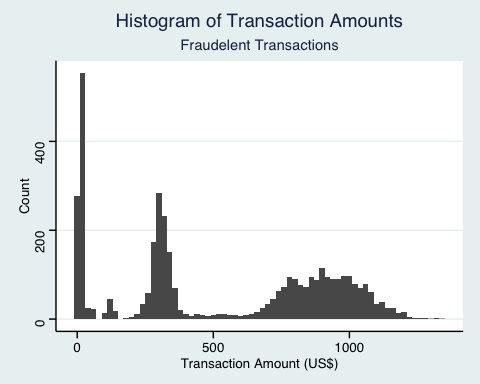 Histogram of Transaction Amounts
Fraudelent Transactions
Count
400
200
0
0 500 1000
Transaction Amount (US$)